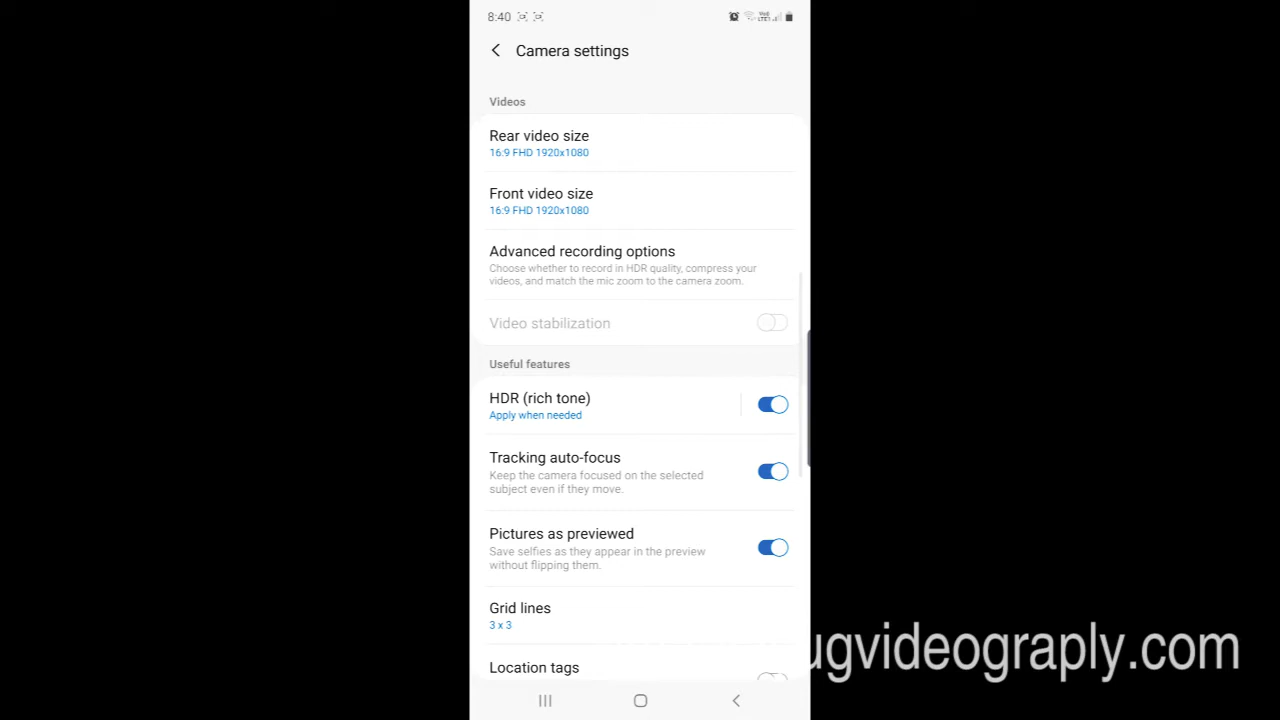 8:40
VoD
LTE1
Camera settings
Videos
Rear video size
16:9 FHD 1920x1080
Front video size
16:9 FHD 1920x1080
Advanced recording options
Choose whether to record in HDR quality, compress your
videos, and match the mic zoom to the camera zoom.
Video stabilization
Useful features
HDR (rich tone)
Apply when needed
Tracking auto-focus
Keep the camera focused on the selected
subject even if they move.
Pictures as previewed
Save selfies as they appear in the preview
without flipping them.
Grid lines
3 x 3
ugvideograply.com
Location tags